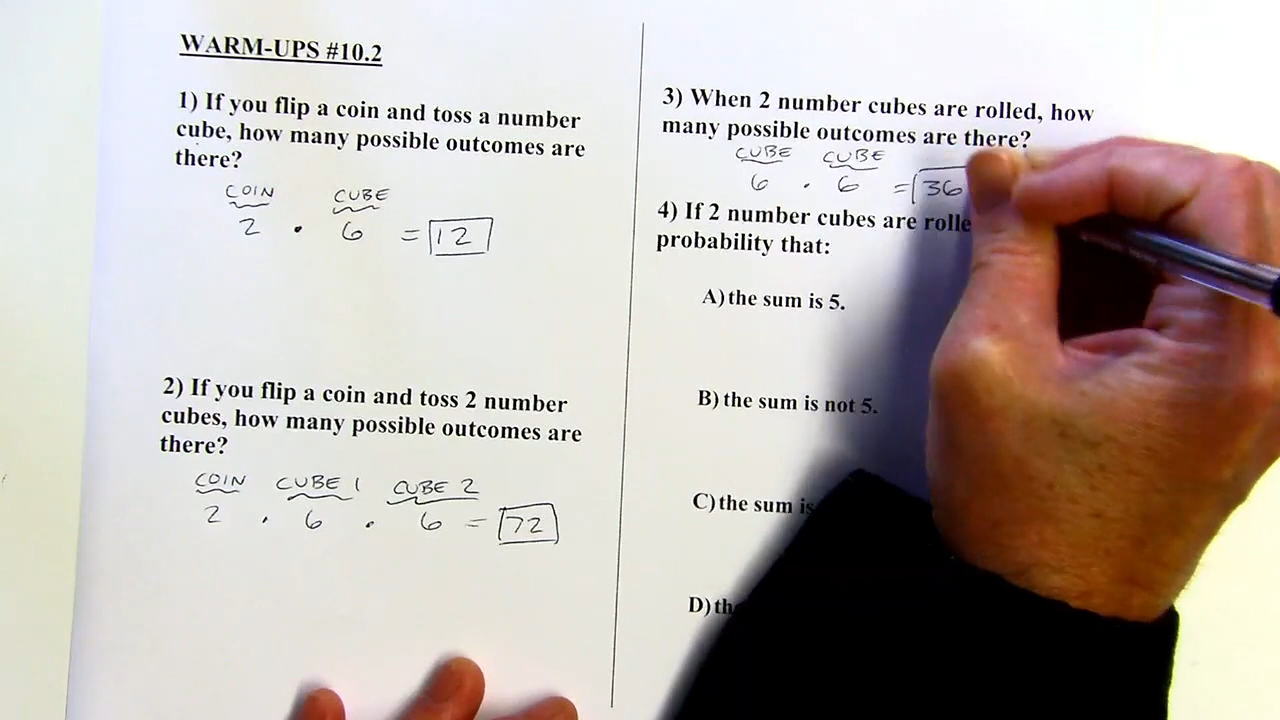 WARM-UPS #10.2
1) If you flip a coin and toss a number
cube, how many possible outcomes are
there?
COIN CUBE
2 . 6 = 12
2) If you flip a coin and toss 2 number
cubes, how many possible outcomes are
there?
COIN CUBE 1 CUBE 2
2 . 6 . 6 = 72
3) When 2 number cubes are rolled, how
many possible outcomes are there?
CUBE CUBE
6 . 6 = 36
4) If 2 number cubes are
probability that:
A) the sum is 5.
B) the sum is not 5.
C) the sum is
D)